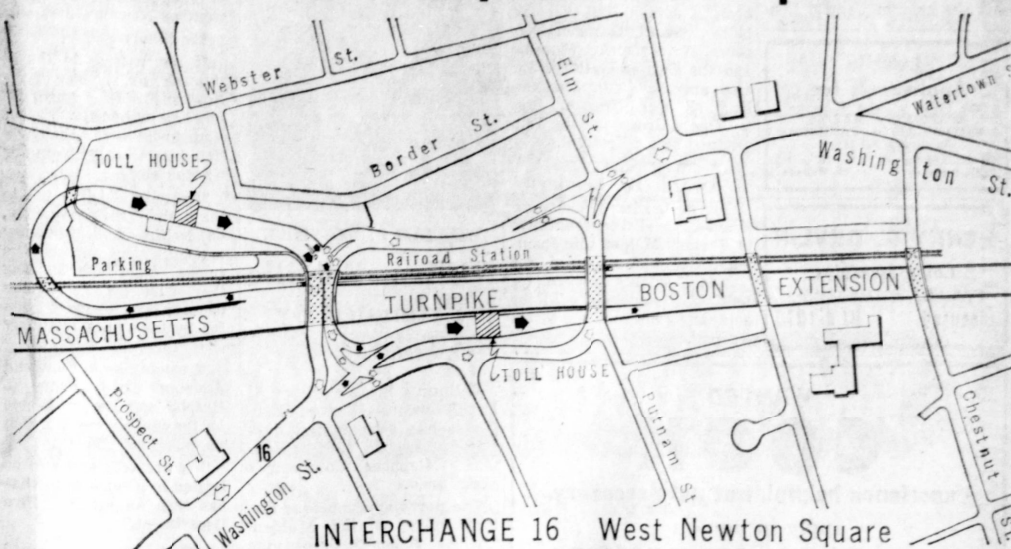 Webster St.
Elm St.
Watertown
Border St.
Washington St.
TOLL HOUSE
Parking
Rairoad Station
MASSACHUSETTS TURNPIKE BOSTON EXTENSION
TOLL HOUSE
Prospect St.
16
Washington St.
Putnam S
Chestnut
INTERCHANGE 16 West Newton Square